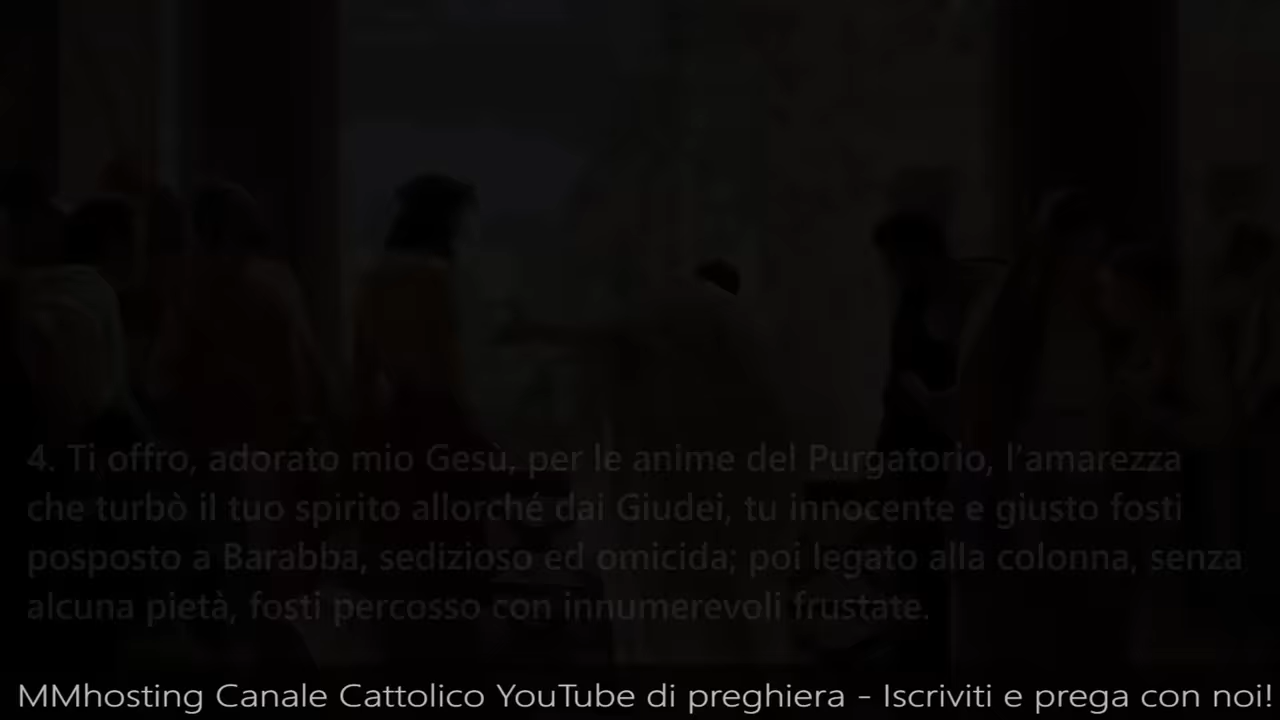 4. Ti offro, adorato mio Gesù, per le anime del Purgatorio, l'amarezza
che turbò il tuo spirito allorché dai Giudei, tu innocente e giusto fosti
posposto a Barabba, sedizioso ed omicida; poi legato alla colonna, senza
alcuna pietà, fosti percosso con innumerevoli frustate.
MMhosting Canale Cattolico YouTube di preghiera - Iscriviti e prega con noi!